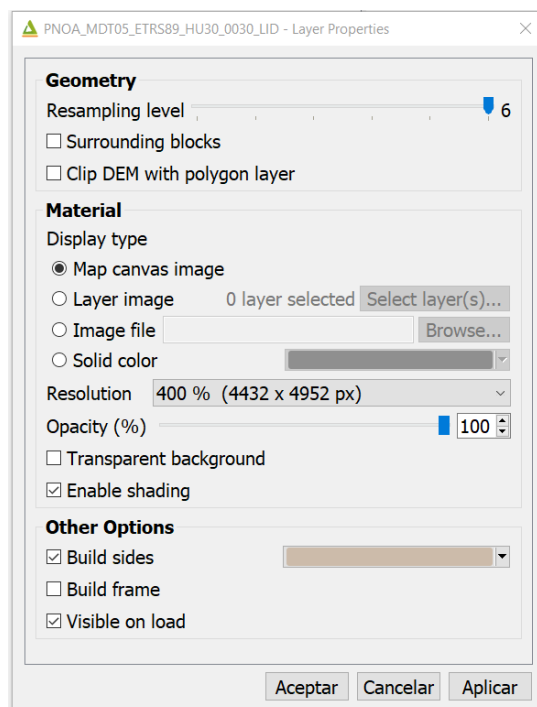 PNOA_MDT05_ETRS89_HU30_0030_LID - Layer Properties
Geometry
Resampling level 6
Surrounding blocks
Clip DEM with polygon layer
Material
Display type
Map canvas image
Layer image 0 layer selected Select layer(s)...
Image file Browse...
Solid color
Resolution 400 % (4432 x 4952 px)
Opacity (%) 100
Transparent background
Enable shading
Other Options
Build sides
Build frame
Visible on load
Aceptar Cancelar Aplicar